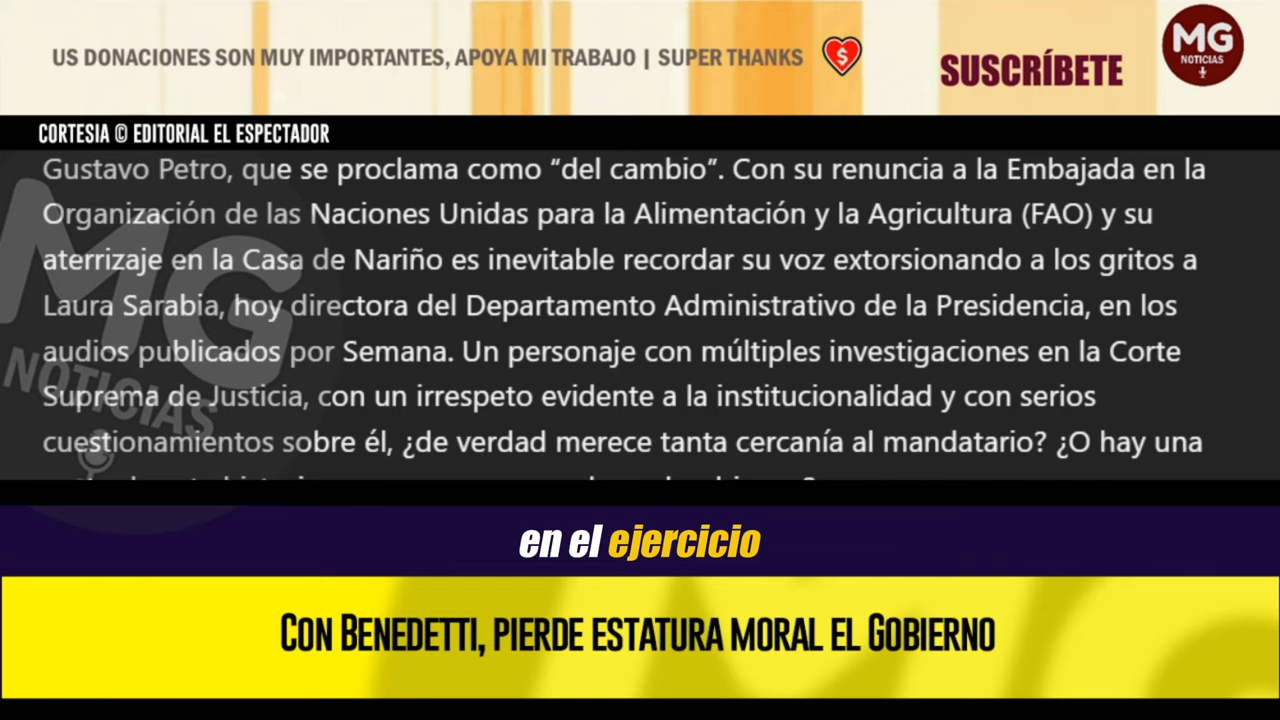 US DONACIONES SON MUY IMPORTANTES, APOYA MI TRABAJO | SUPER THANKS
SUSCRÍBETE
MG
NOTICIAS
CORTESIA © EDITORIAL EL ESPECTADOR
Gustavo Petro, que se proclama como “del cambio”. Con su renuncia a la Embajada en la
Organización de las Naciones Unidas para la Alimentación y la Agricultura (FAO) y su
aterrizaje en la Casa de Nariño es inevitable recordar su voz extorsionando a los gritos a
Laura Sarabia, hoy directora del Departamento Administrativo de la Presidencia, en los
audios publicados por Semana. Un personaje con múltiples investigaciones en la Corte
Suprema de Justicia, con un irrespeto evidente a la institucionalidad y con serios
cuestionamientos sobre él, ¿de verdad merece tanta cercanía al mandatario? ¿O hay una
MG
NOTICIAS
en el ejercicio
CON BENEDETTI, PIERDE ESTATURA MORAL EL GOBIERNO